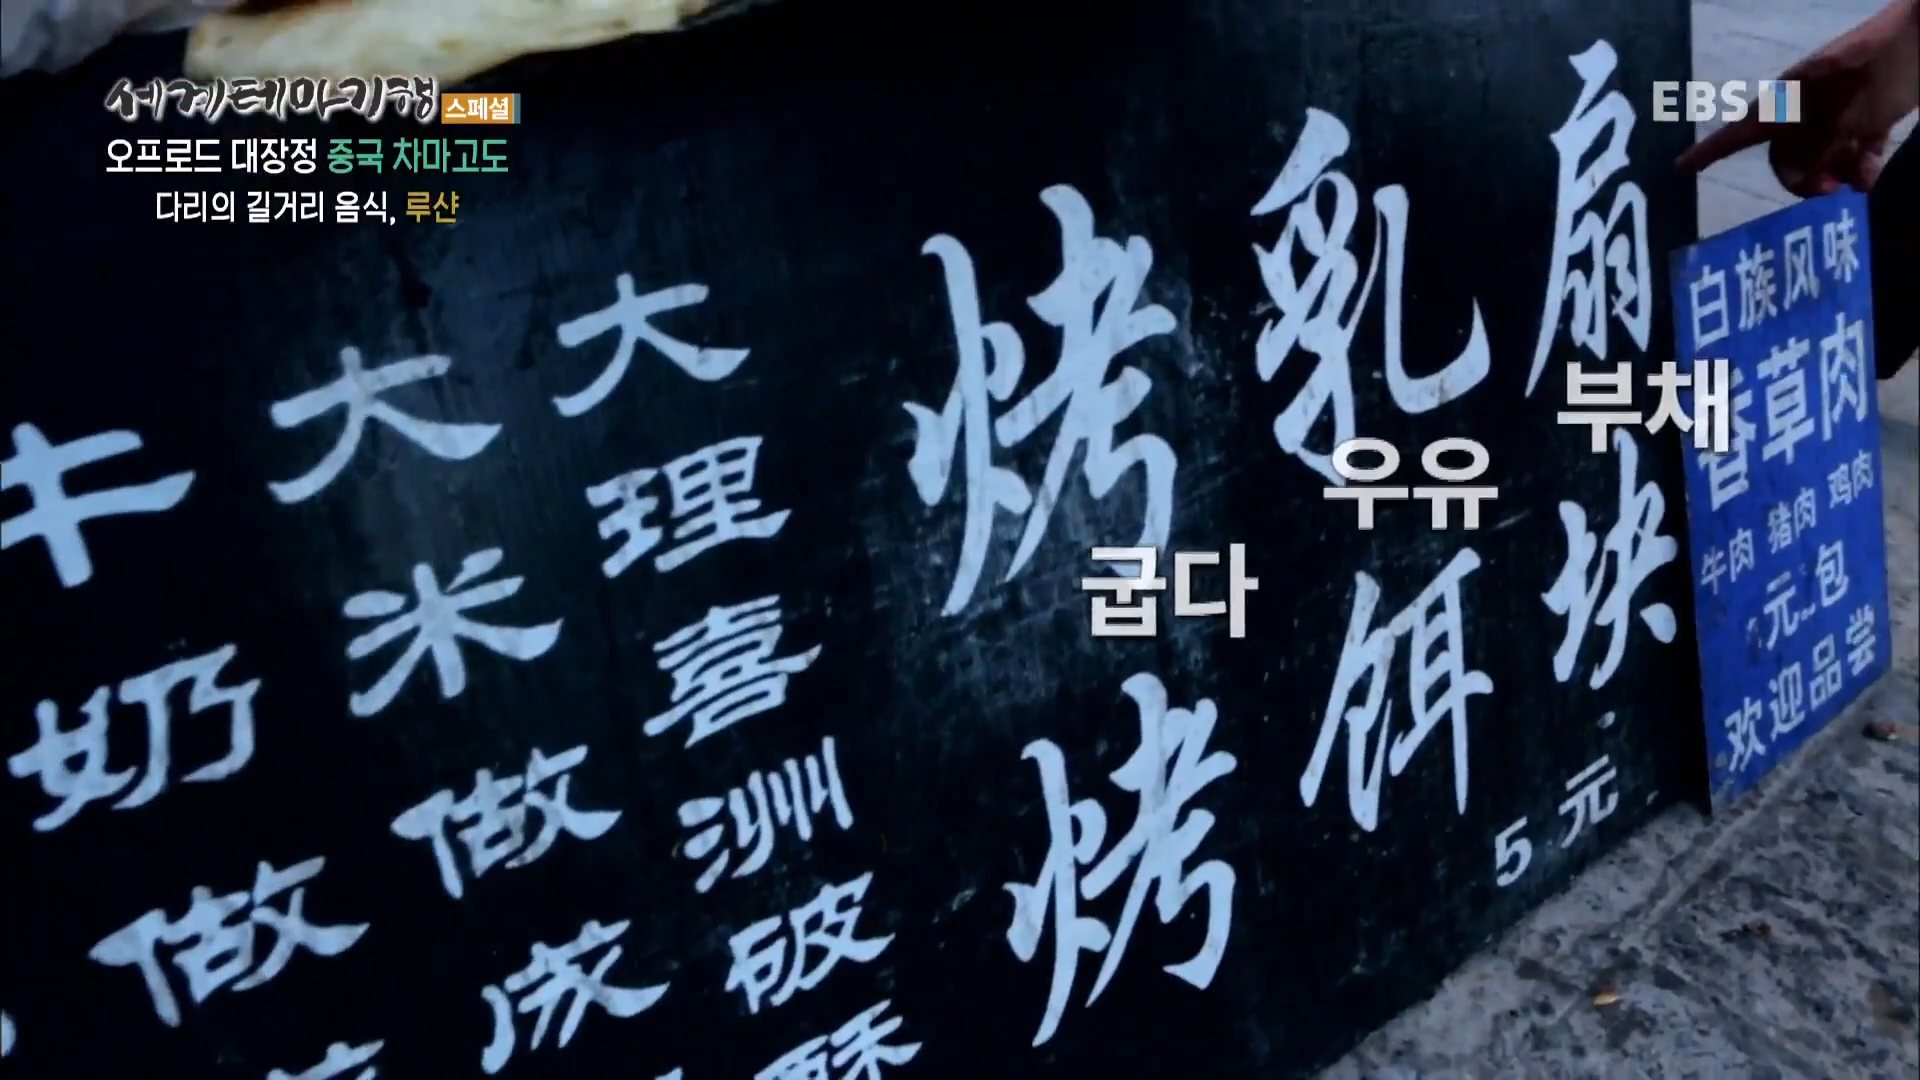 세계테마기행 스페셜
EBS1
오프로드 대장정 중국 차마고도
다리의 길거리 음식, 루샨
烤乳扇
굽다 우유 부채
烤饵块
5元
大理喜洲破酥
大米做成
牛奶做
白族风味
香草肉
牛肉 猪肉 鸡肉
元 包
欢迎品尝